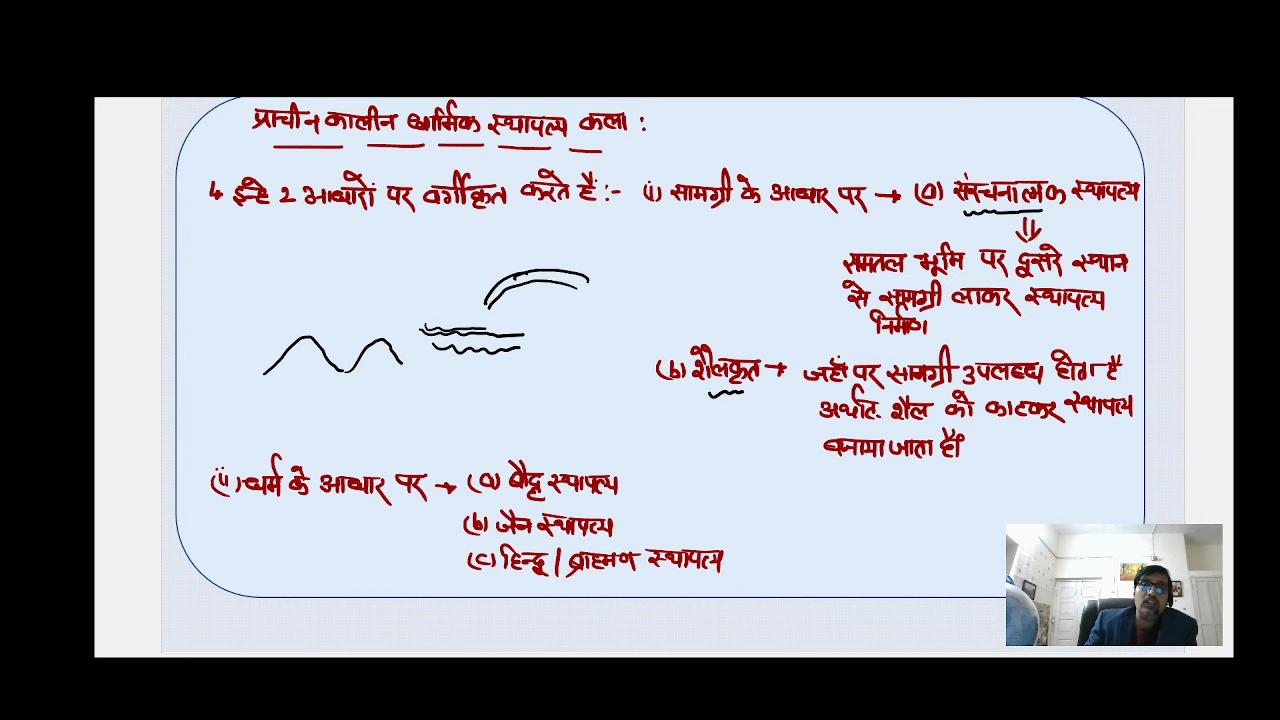 प्राचीन कालीन धार्मिक स्थापत्य कला :
↳ इन्हे 2 आधारों पर वर्गीकृत करते हैं :- (i) सामग्री के आधार पर → (a) संरचनात्मक स्थापत्य
समतल भूमि पर दूसरे स्थान
से सामग्री लाकर स्थापत्य
निर्माण
(b) शैलकृत → जहाँ पर सामग्री उपलब्ध होता है
अर्थात शैल को काटकर स्थापत्य
बनाया जाता है।
(ii) धर्म के आधार पर → (a) बौद्ध स्थापत्य
(b) जैन स्थापत्य
(c) हिन्दू / ब्राह्मण स्थापत्य